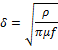 δ = √(ρ / (πμf))